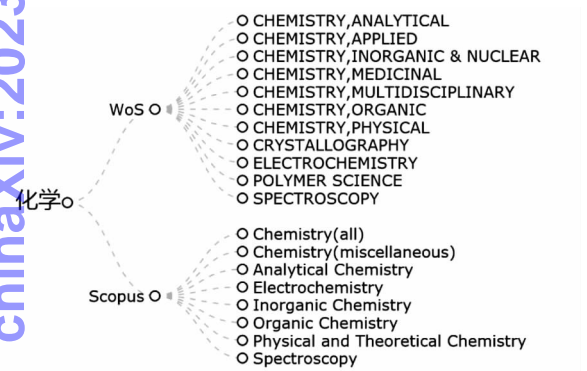 化学
WoS
CHEMISTRY,ANALYTICAL
CHEMISTRY,APPLIED
CHEMISTRY,INORGANIC & NUCLEAR
CHEMISTRY,MEDICINAL
CHEMISTRY,MULTIDISCIPLINARY
CHEMISTRY,ORGANIC
CHEMISTRY,PHYSICAL
CRYSTALLOGRAPHY
ELECTROCHEMISTRY
POLYMER SCIENCE
SPECTROSCOPY
Scopus
Chemistry(all)
Chemistry(miscellaneous)
Analytical Chemistry
Electrochemistry
Inorganic Chemistry
Organic Chemistry
Physical and Theoretical Chemistry
Spectroscopy
chinaXiv:2023